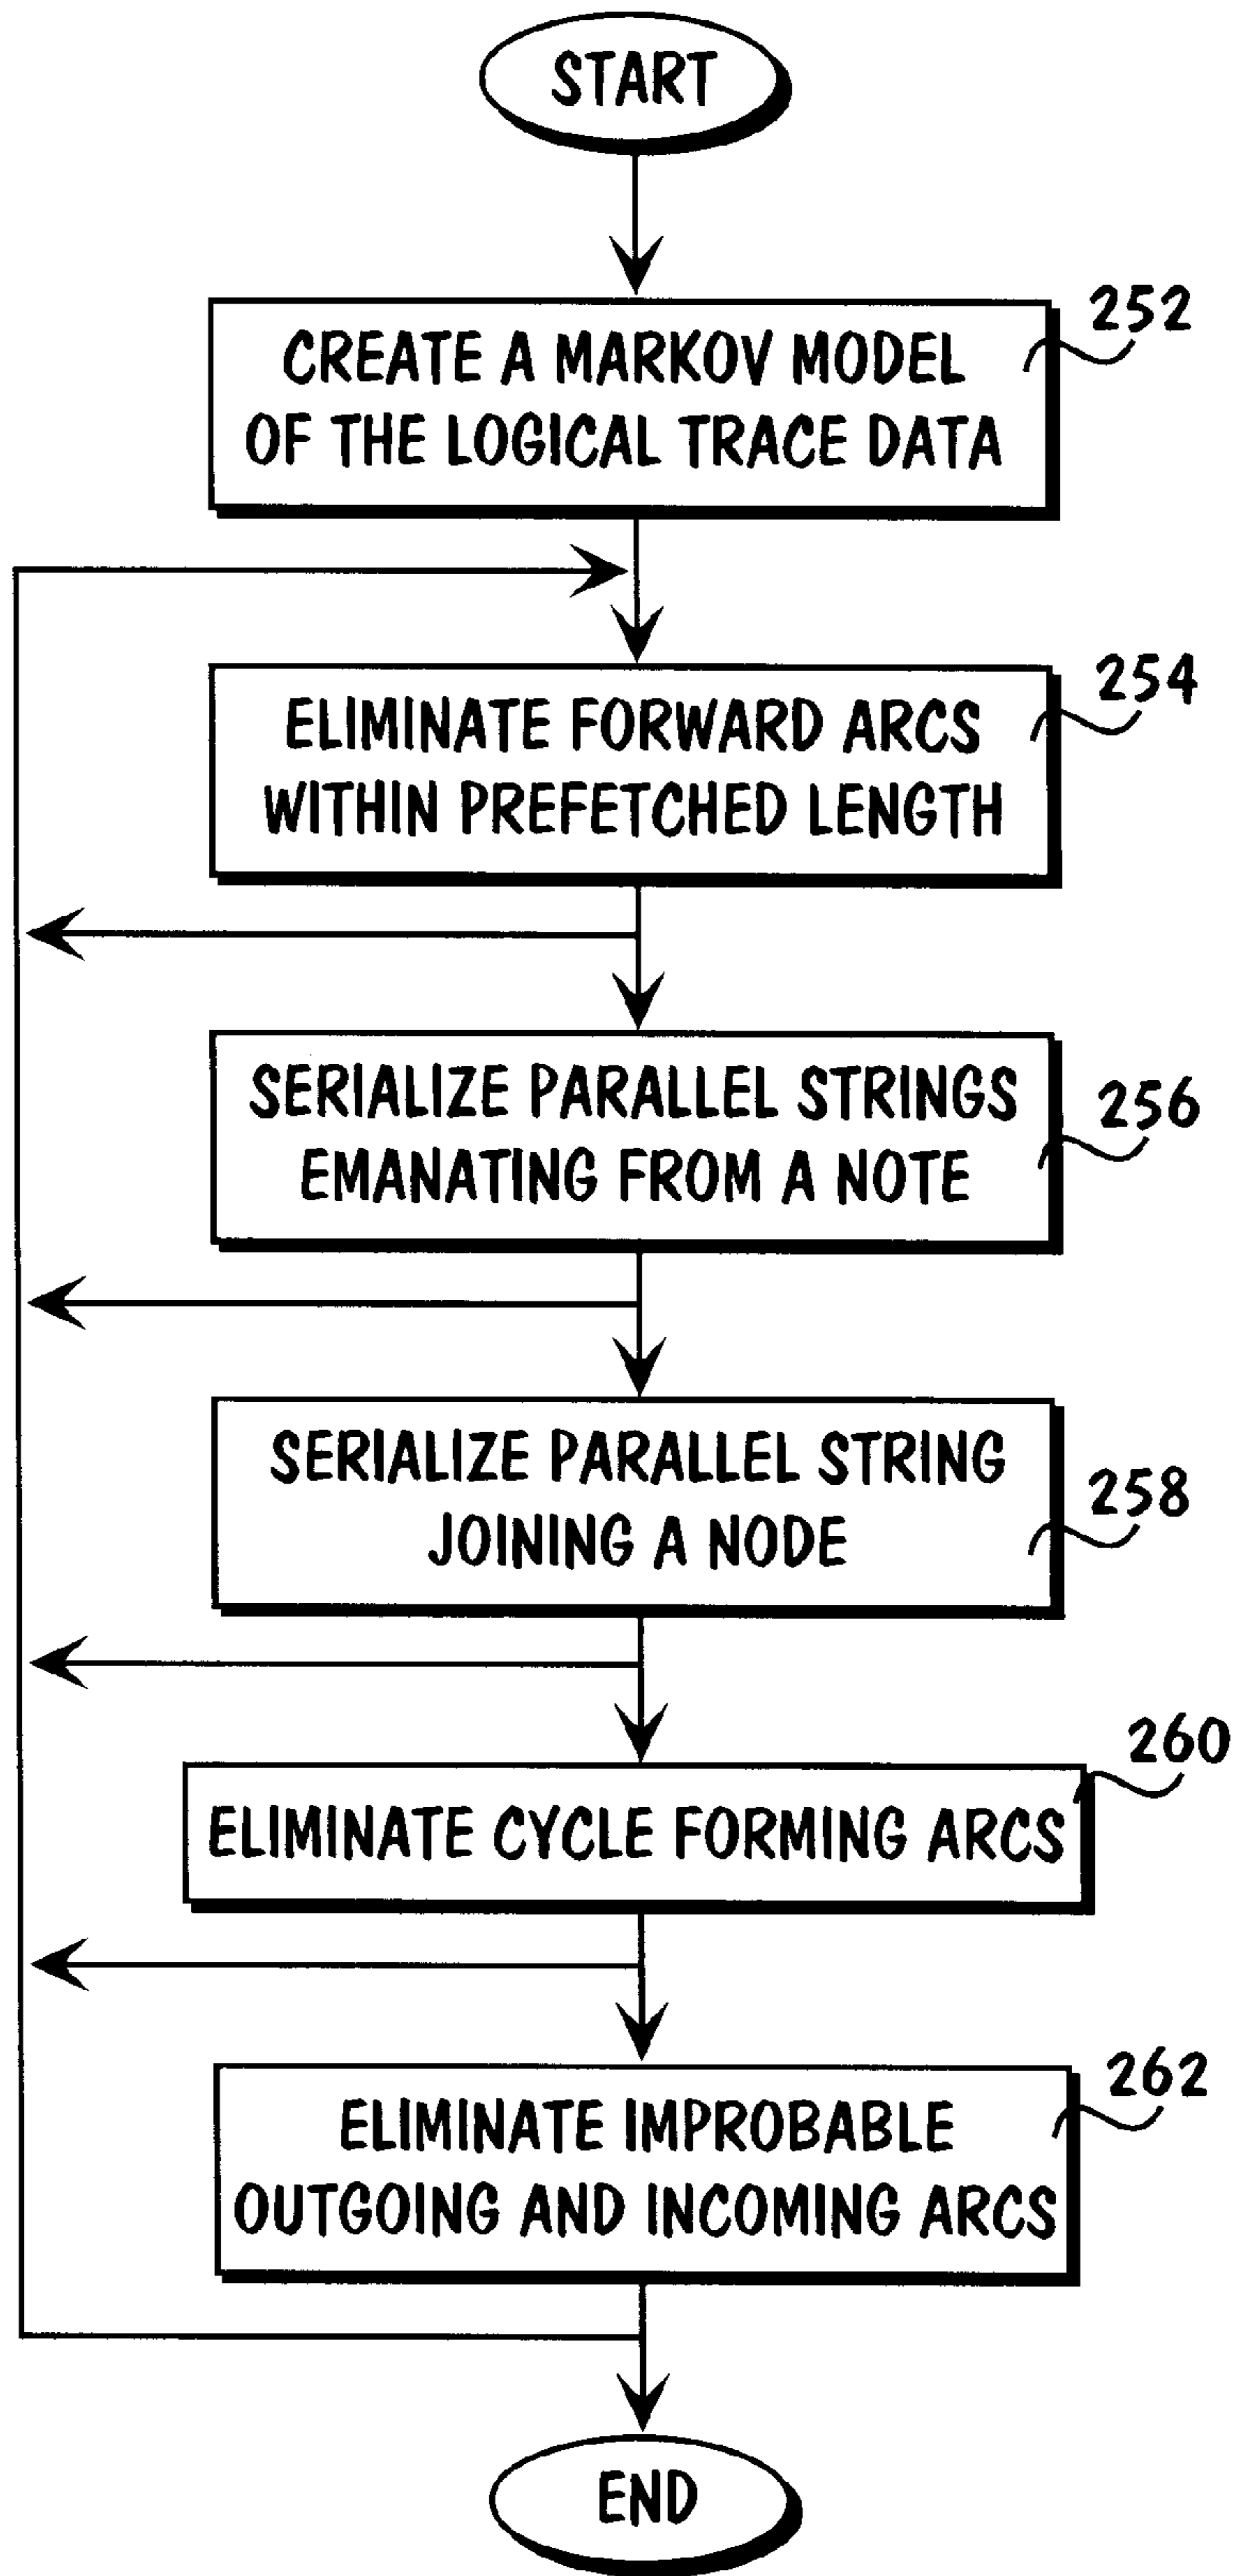 START
252
CREATE A MARKOV MODEL
OF THE LOGICAL TRACE DATA
254
ELIMINATE FORWARD ARCS
WITHIN PREFETCHED LENGTH
256
SERIALIZE PARALLEL STRINGS
EMANATING FROM A NOTE
258
SERIALIZE PARALLEL STRING
JOINING A NODE
260
ELIMINATE CYCLE FORMING ARCS
262
ELIMINATE IMPROBABLE
OUTGOING AND INCOMING ARCS
END